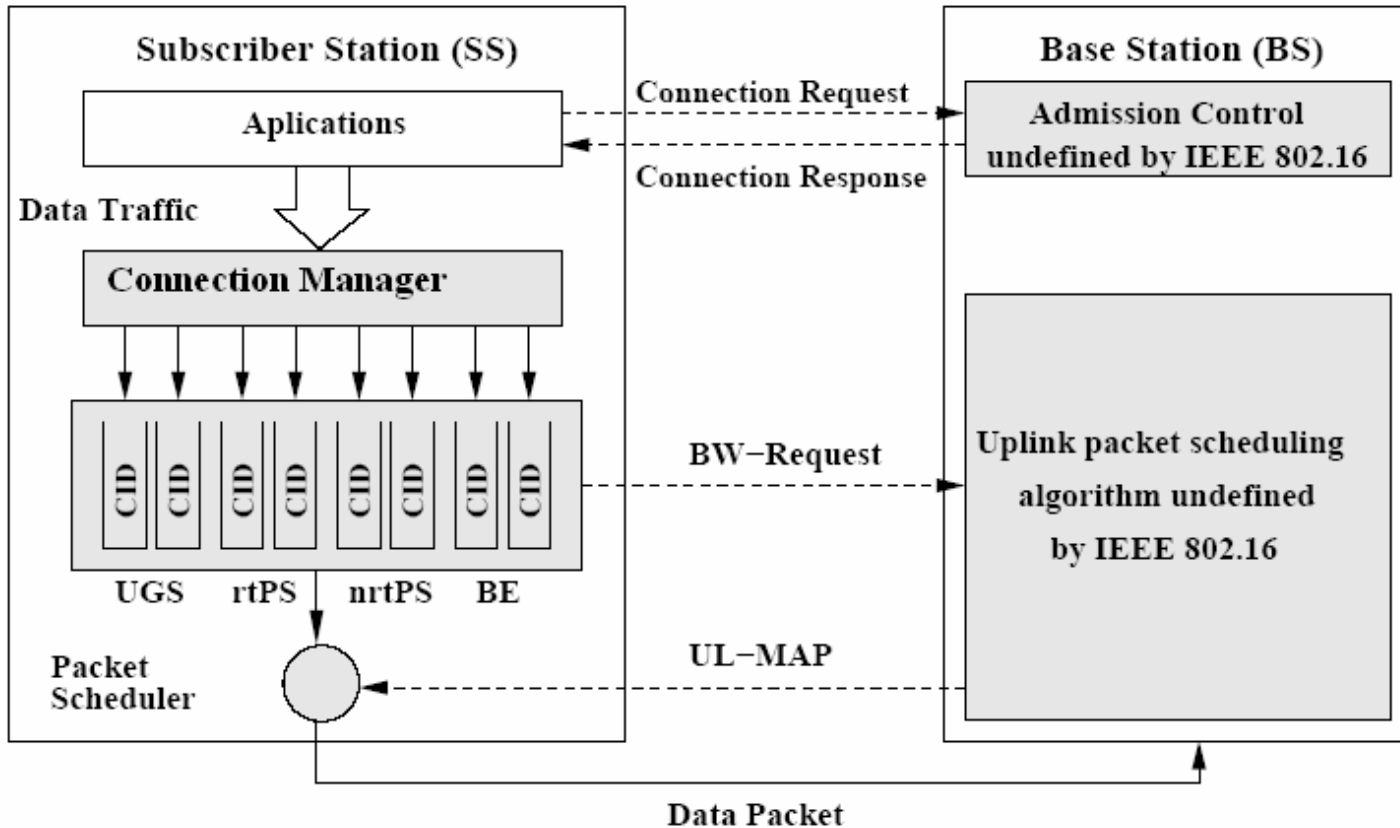 Subscriber Station (SS)
Base Station (BS)
Aplications
Connection Request
Admission Control
undefined by IEEE 802.16
Connection Response
Data Traffic
Connection Manager
CID
CID
CID
CID
CID
CID
CID
CID
UGS
rtPS
nrtPS
BE
BW−Request
Uplink packet scheduling
algorithm undefined
by IEEE 802.16
Packet
Scheduler
UL−MAP
Data Packet